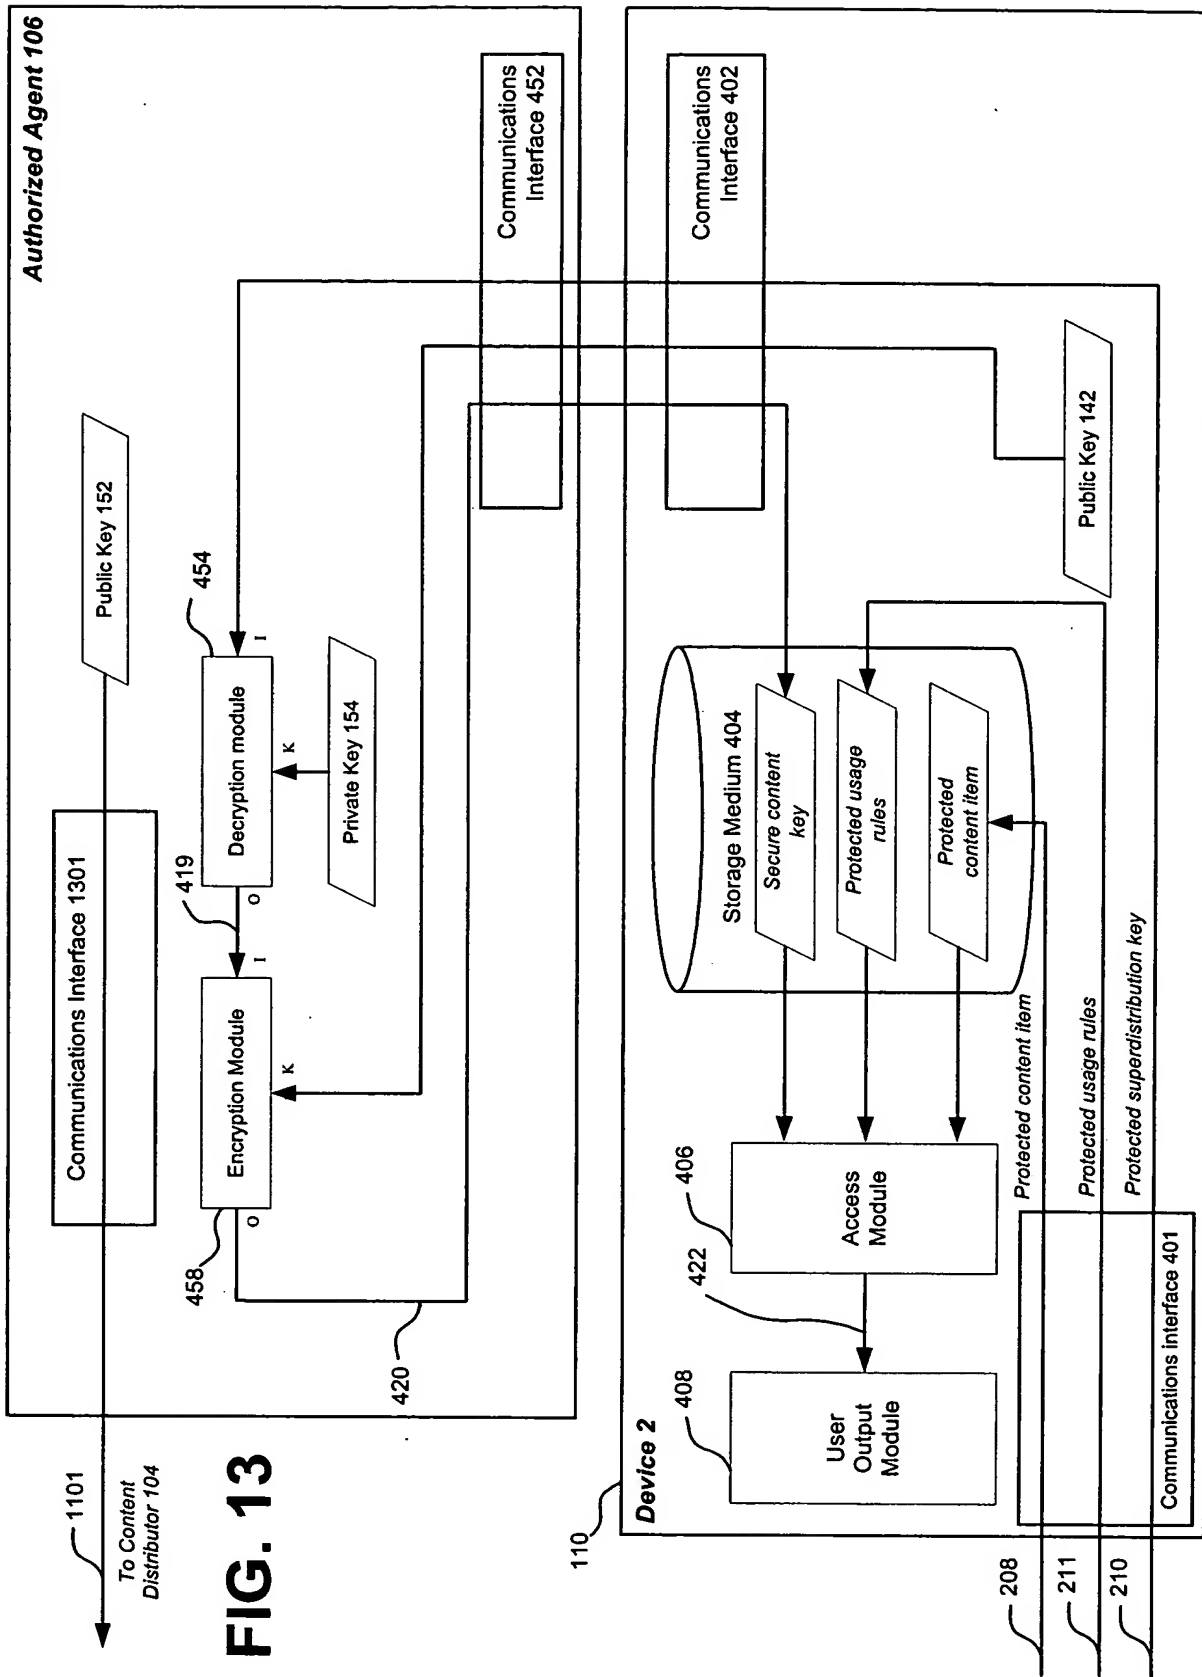 Authorized Agent 106
Communications Interface 1301
Public Key 152
1101
To Content
Distributor 104
458
Encryption Module
O
I
K
419
454
Decryption module
O
I
K
Private Key 154
420
Communications
Interface 452
FIG. 13
110
Device 2
Communications
Interface 402
408
User
Output
Module
422
406
Access
Module
Storage Medium 404
Secure content
key
Protected usage
rules
Protected
content item
Public Key 142
Protected content item
Protected usage rules
Protected superdistribution key
Communications interface 401
208
211
210